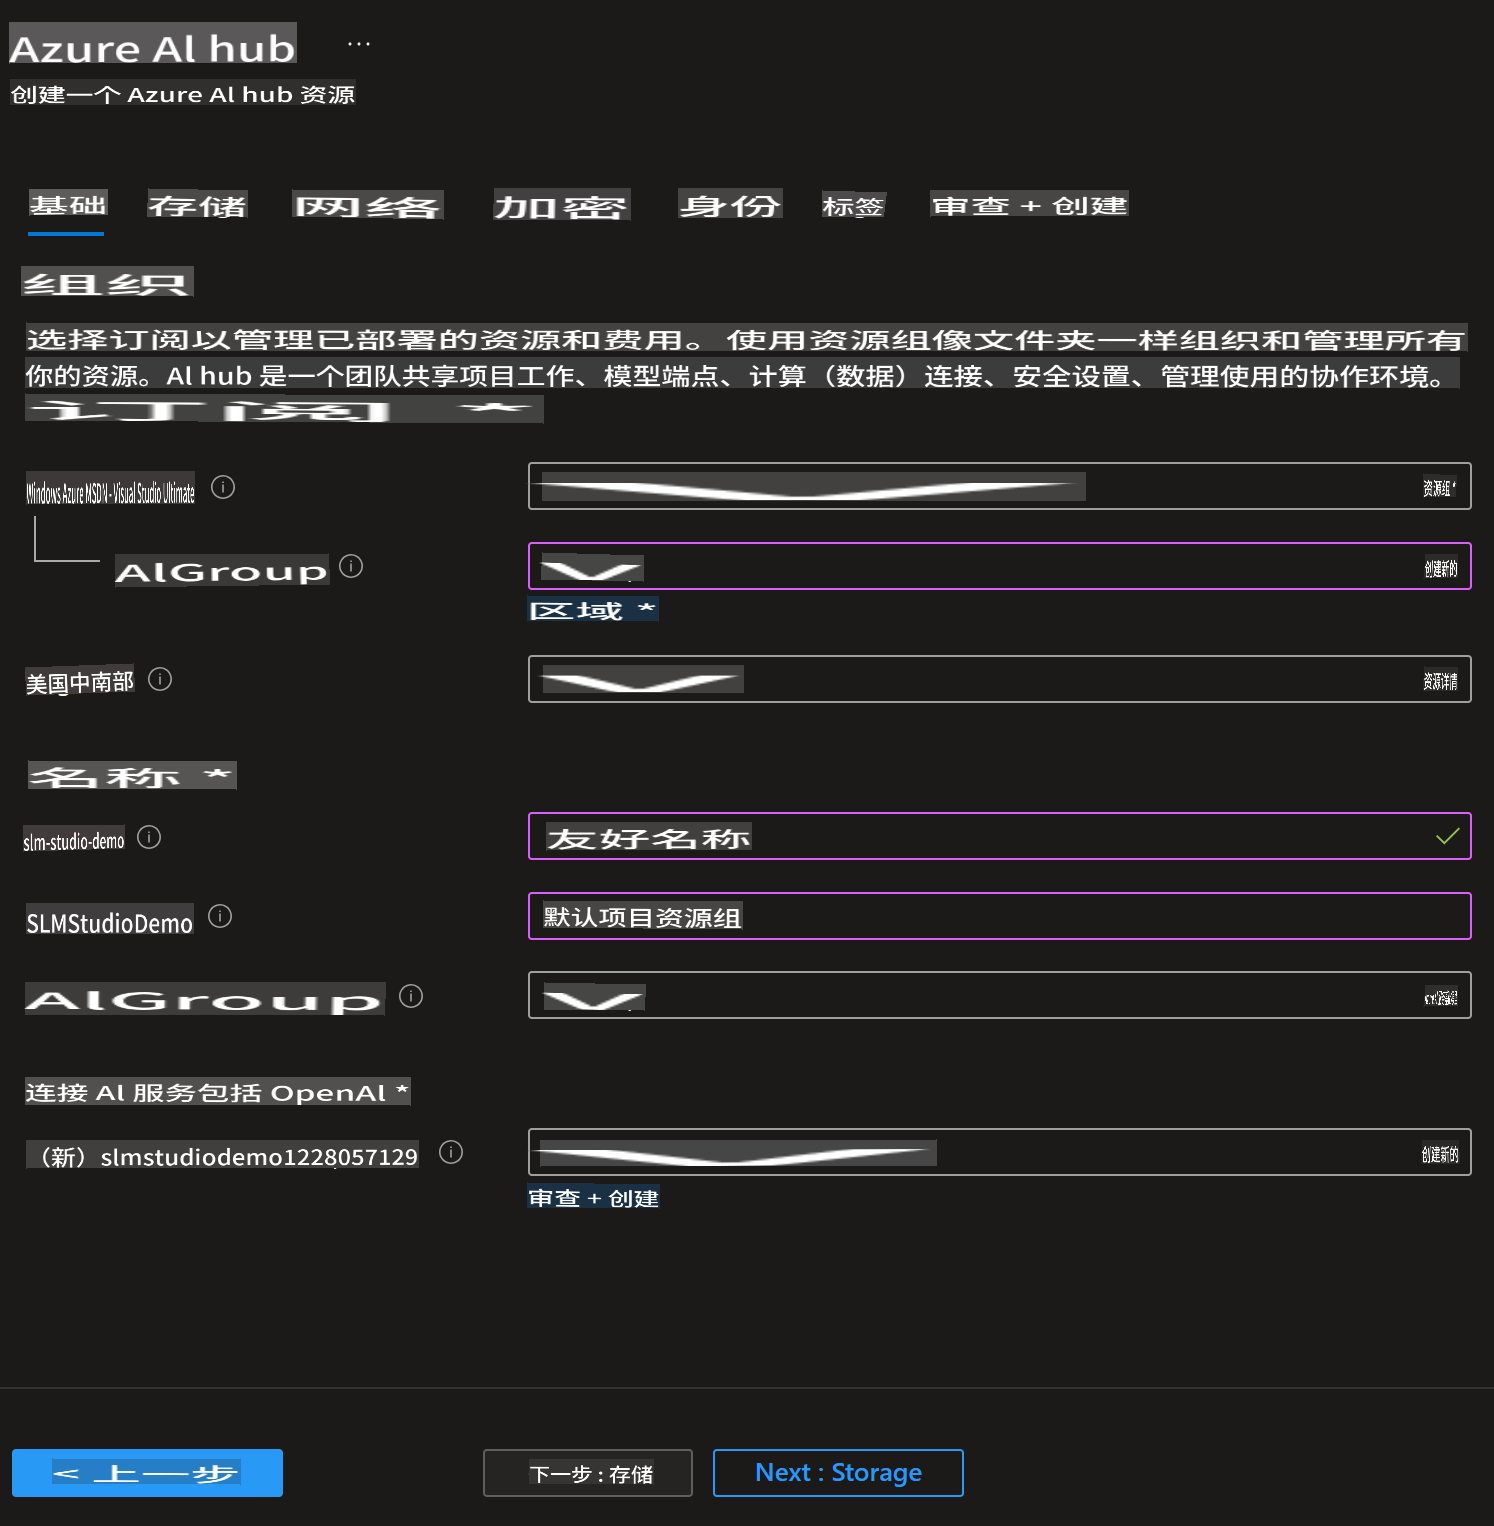 Azure AI hub
...
创建一个 Azure AI hub 资源
基础 存储 网络 加密 身份 标签 审查 + 创建
组织
选择订阅以管理已部署的资源和费用。使用资源组像文件夹一样组织和管理所有
你的资源。AI hub 是一个团队共享项目工作、模型端点、计算（数据）连接、安全设置、管理使用的协作环境。
订阅 *
Windows Azure MSDN - Visual Studio Ultimate
资源组 *
AIGroup
创建新的
区域 *
美国中南部
资源详情
名称 *
slm-studio-demo
友好名称
SLMStudioDemo
默认项目资源组
AIGroup
连接 AI 服务包括 OpenAI *
（新）slmstudiodemo1228057129
创建新的
审查 + 创建
< 上一步
下一步 : 存储
Next : Storage